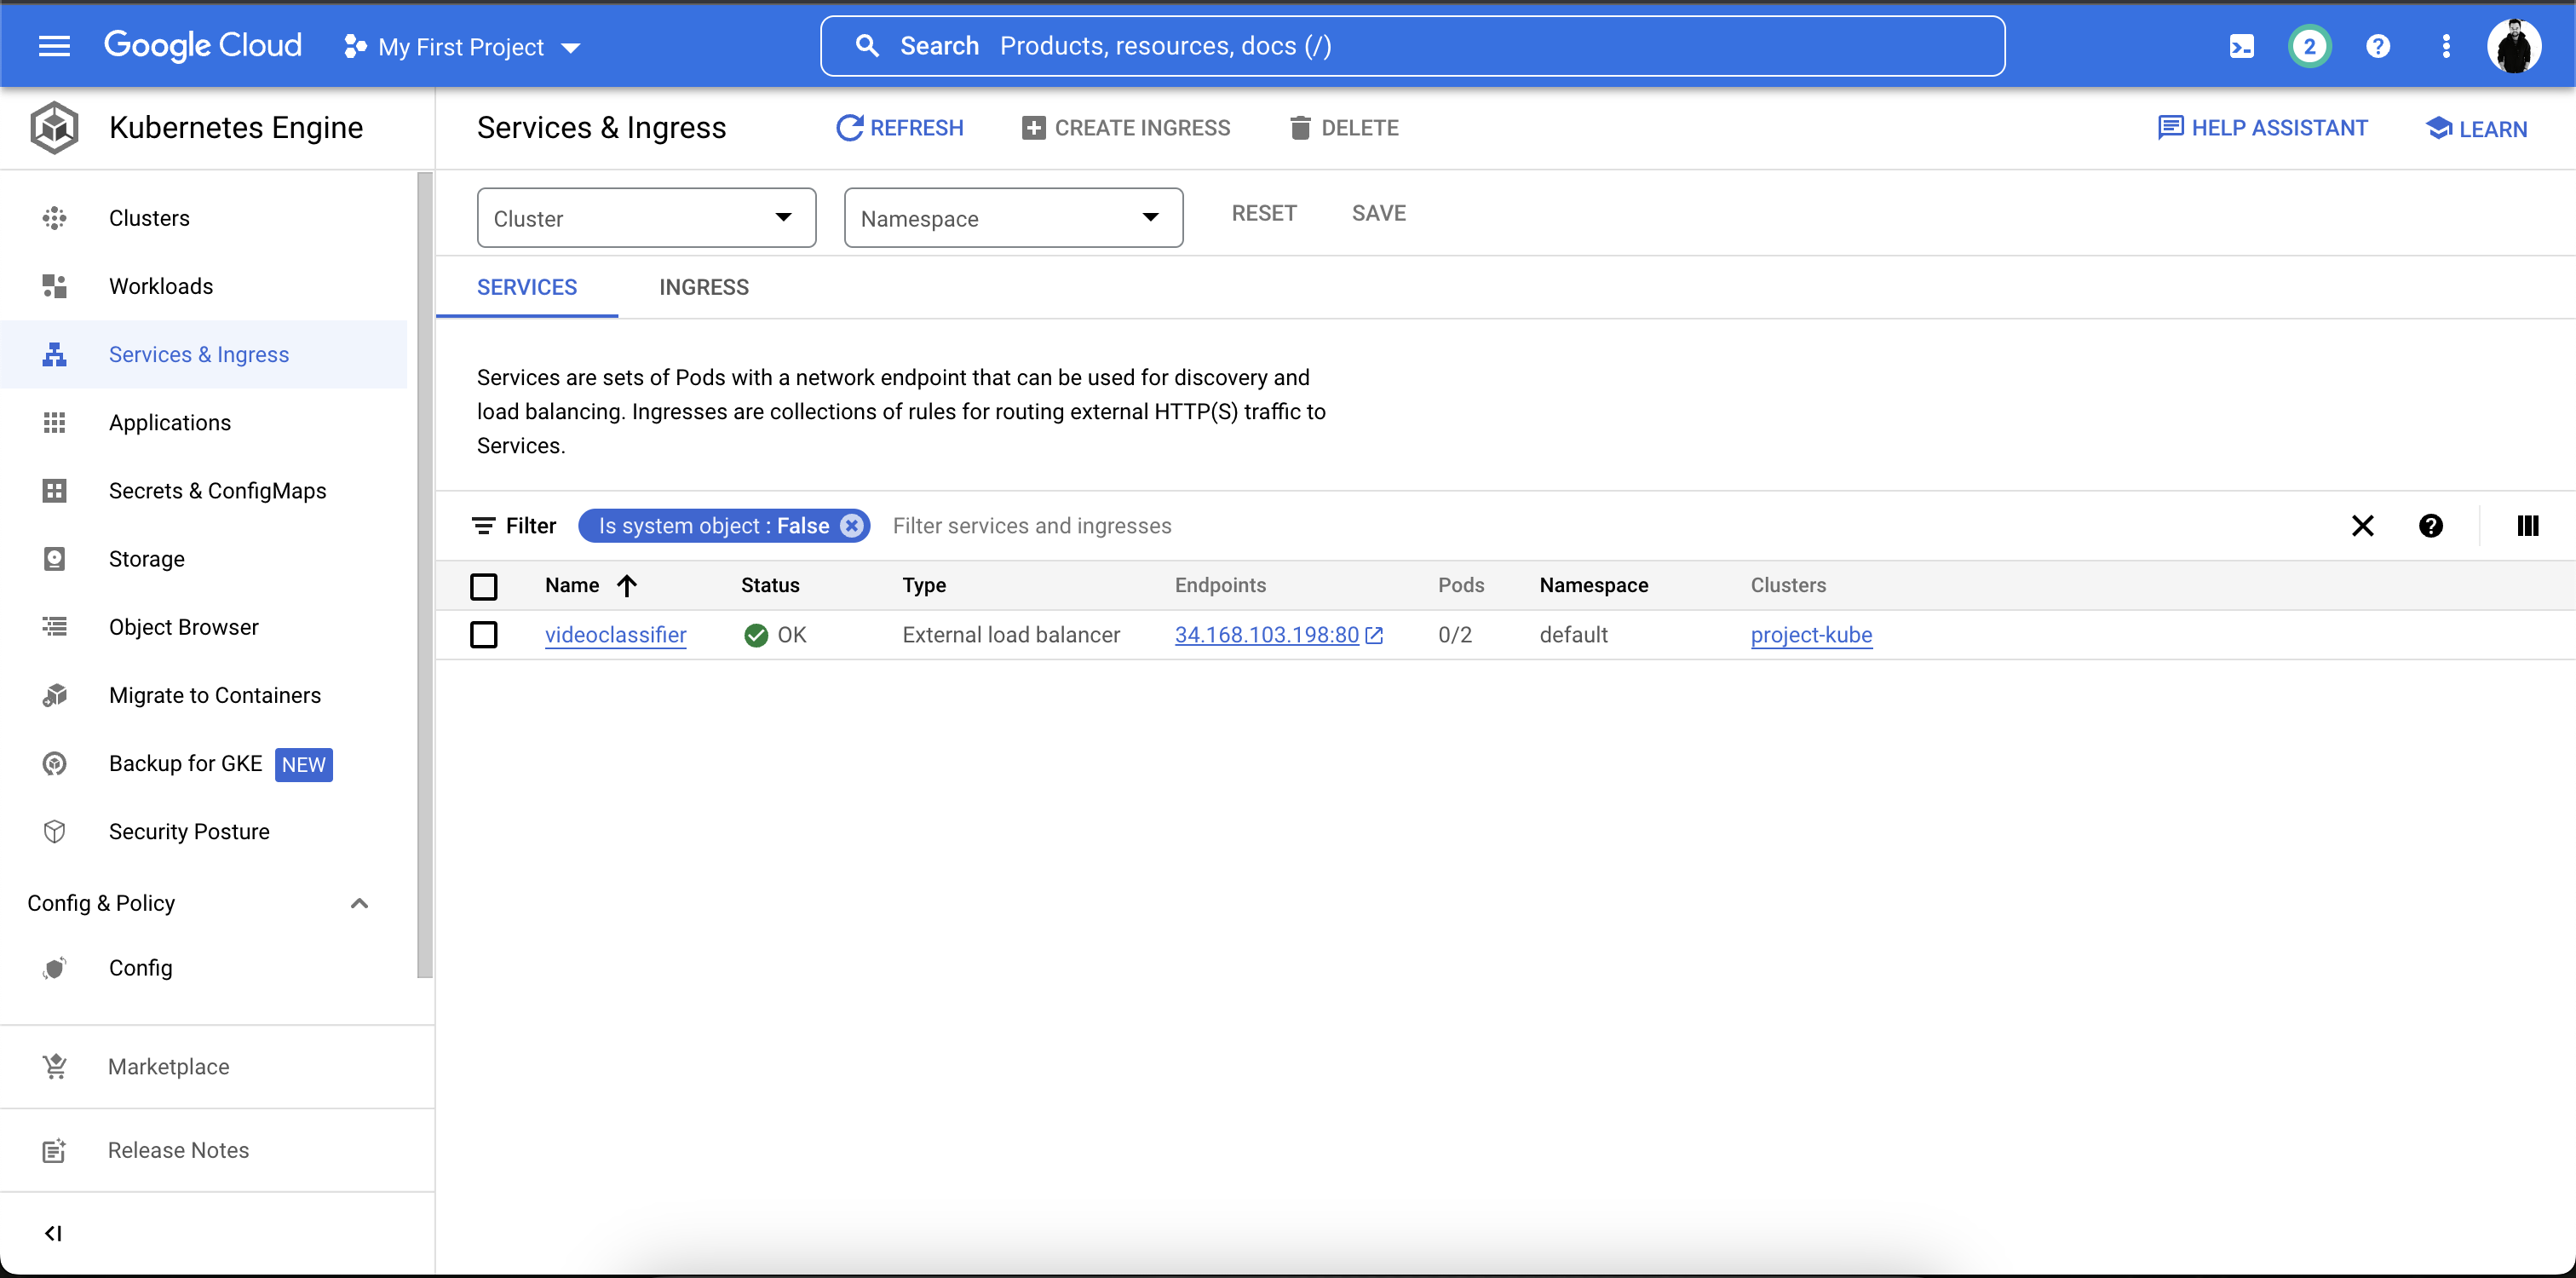 Google Cloud
My First Project
Search Products, resources, docs (/)
2
Kubernetes Engine
Services & Ingress
REFRESH
CREATE INGRESS
DELETE
HELP ASSISTANT
LEARN
Clusters
Workloads
Services & Ingress
Applications
Secrets & ConfigMaps
Storage
Object Browser
Migrate to Containers
Backup for GKE NEW
Security Posture
Config & Policy
Config
Marketplace
Release Notes
Cluster
Namespace
RESET
SAVE
SERVICES
INGRESS
Services are sets of Pods with a network endpoint that can be used for discovery and
load balancing. Ingresses are collections of rules for routing external HTTP(S) traffic to
Services.
Filter Is system object : False Filter services and ingresses
Name Status Type Endpoints Pods Namespace Clusters
videoclassifier OK External load balancer 34.168.103.198:80 0/2 default project-kube